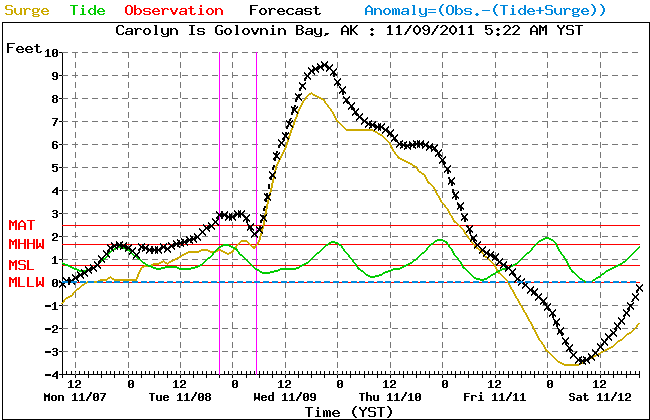 Surge Tide Observation Forecast Anomaly=(Obs.-(Tide+Surge))
Carolyn Is Golovnin Bay, AK : 11/09/2011 5:22 AM YST
Feet
10
9
8
7
6
5
4
3
MAT
2
MHHW
1
MSL
MLLW 0
-1
-2
-3
-4
12 0 12 0 12 0 12 0 12 0 12
Mon 11/07 Tue 11/08 Wed 11/09 Thu 11/10 Fri 11/11 Sat 11/12
Time (YST)